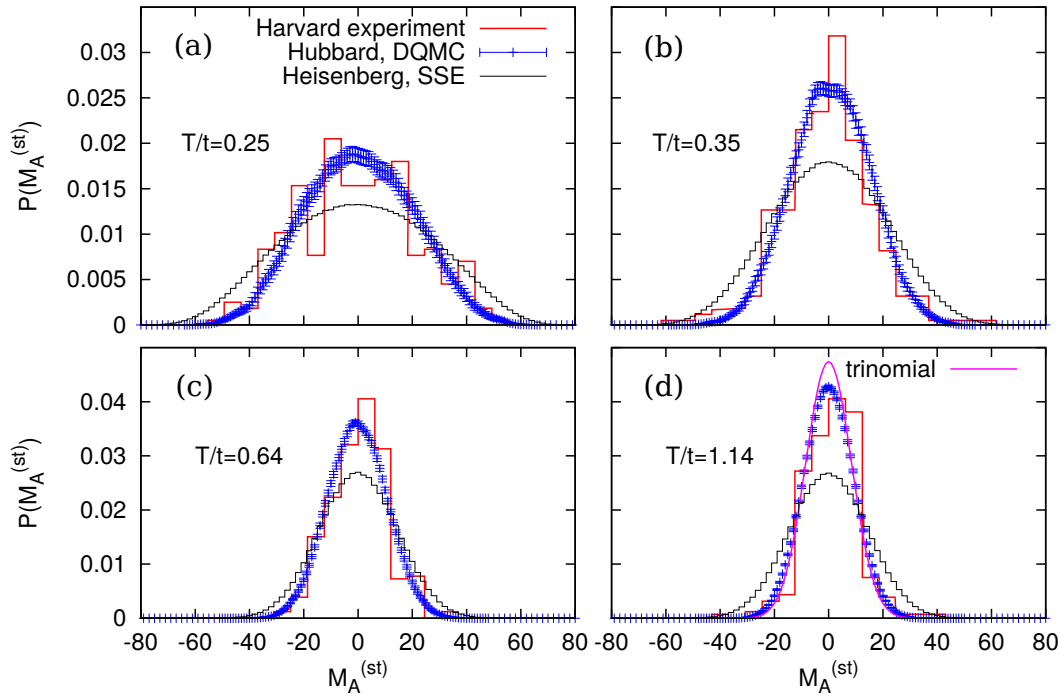 (a)
Harvard experiment
Hubbard, DQMC
Heisenberg, SSE
T/t=0.25
P(M_A^(st))
0.03
0.025
0.02
0.015
0.01
0.005
0
(b)
T/t=0.35
(c)
T/t=0.64
P(M_A^(st))
0.04
0.03
0.02
0.01
0
-80 -60 -40 -20 0 20 40 60 80
M_A^(st)
(d)
trinomial
T/t=1.14
-80 -60 -40 -20 0 20 40 60 80
M_A^(st)